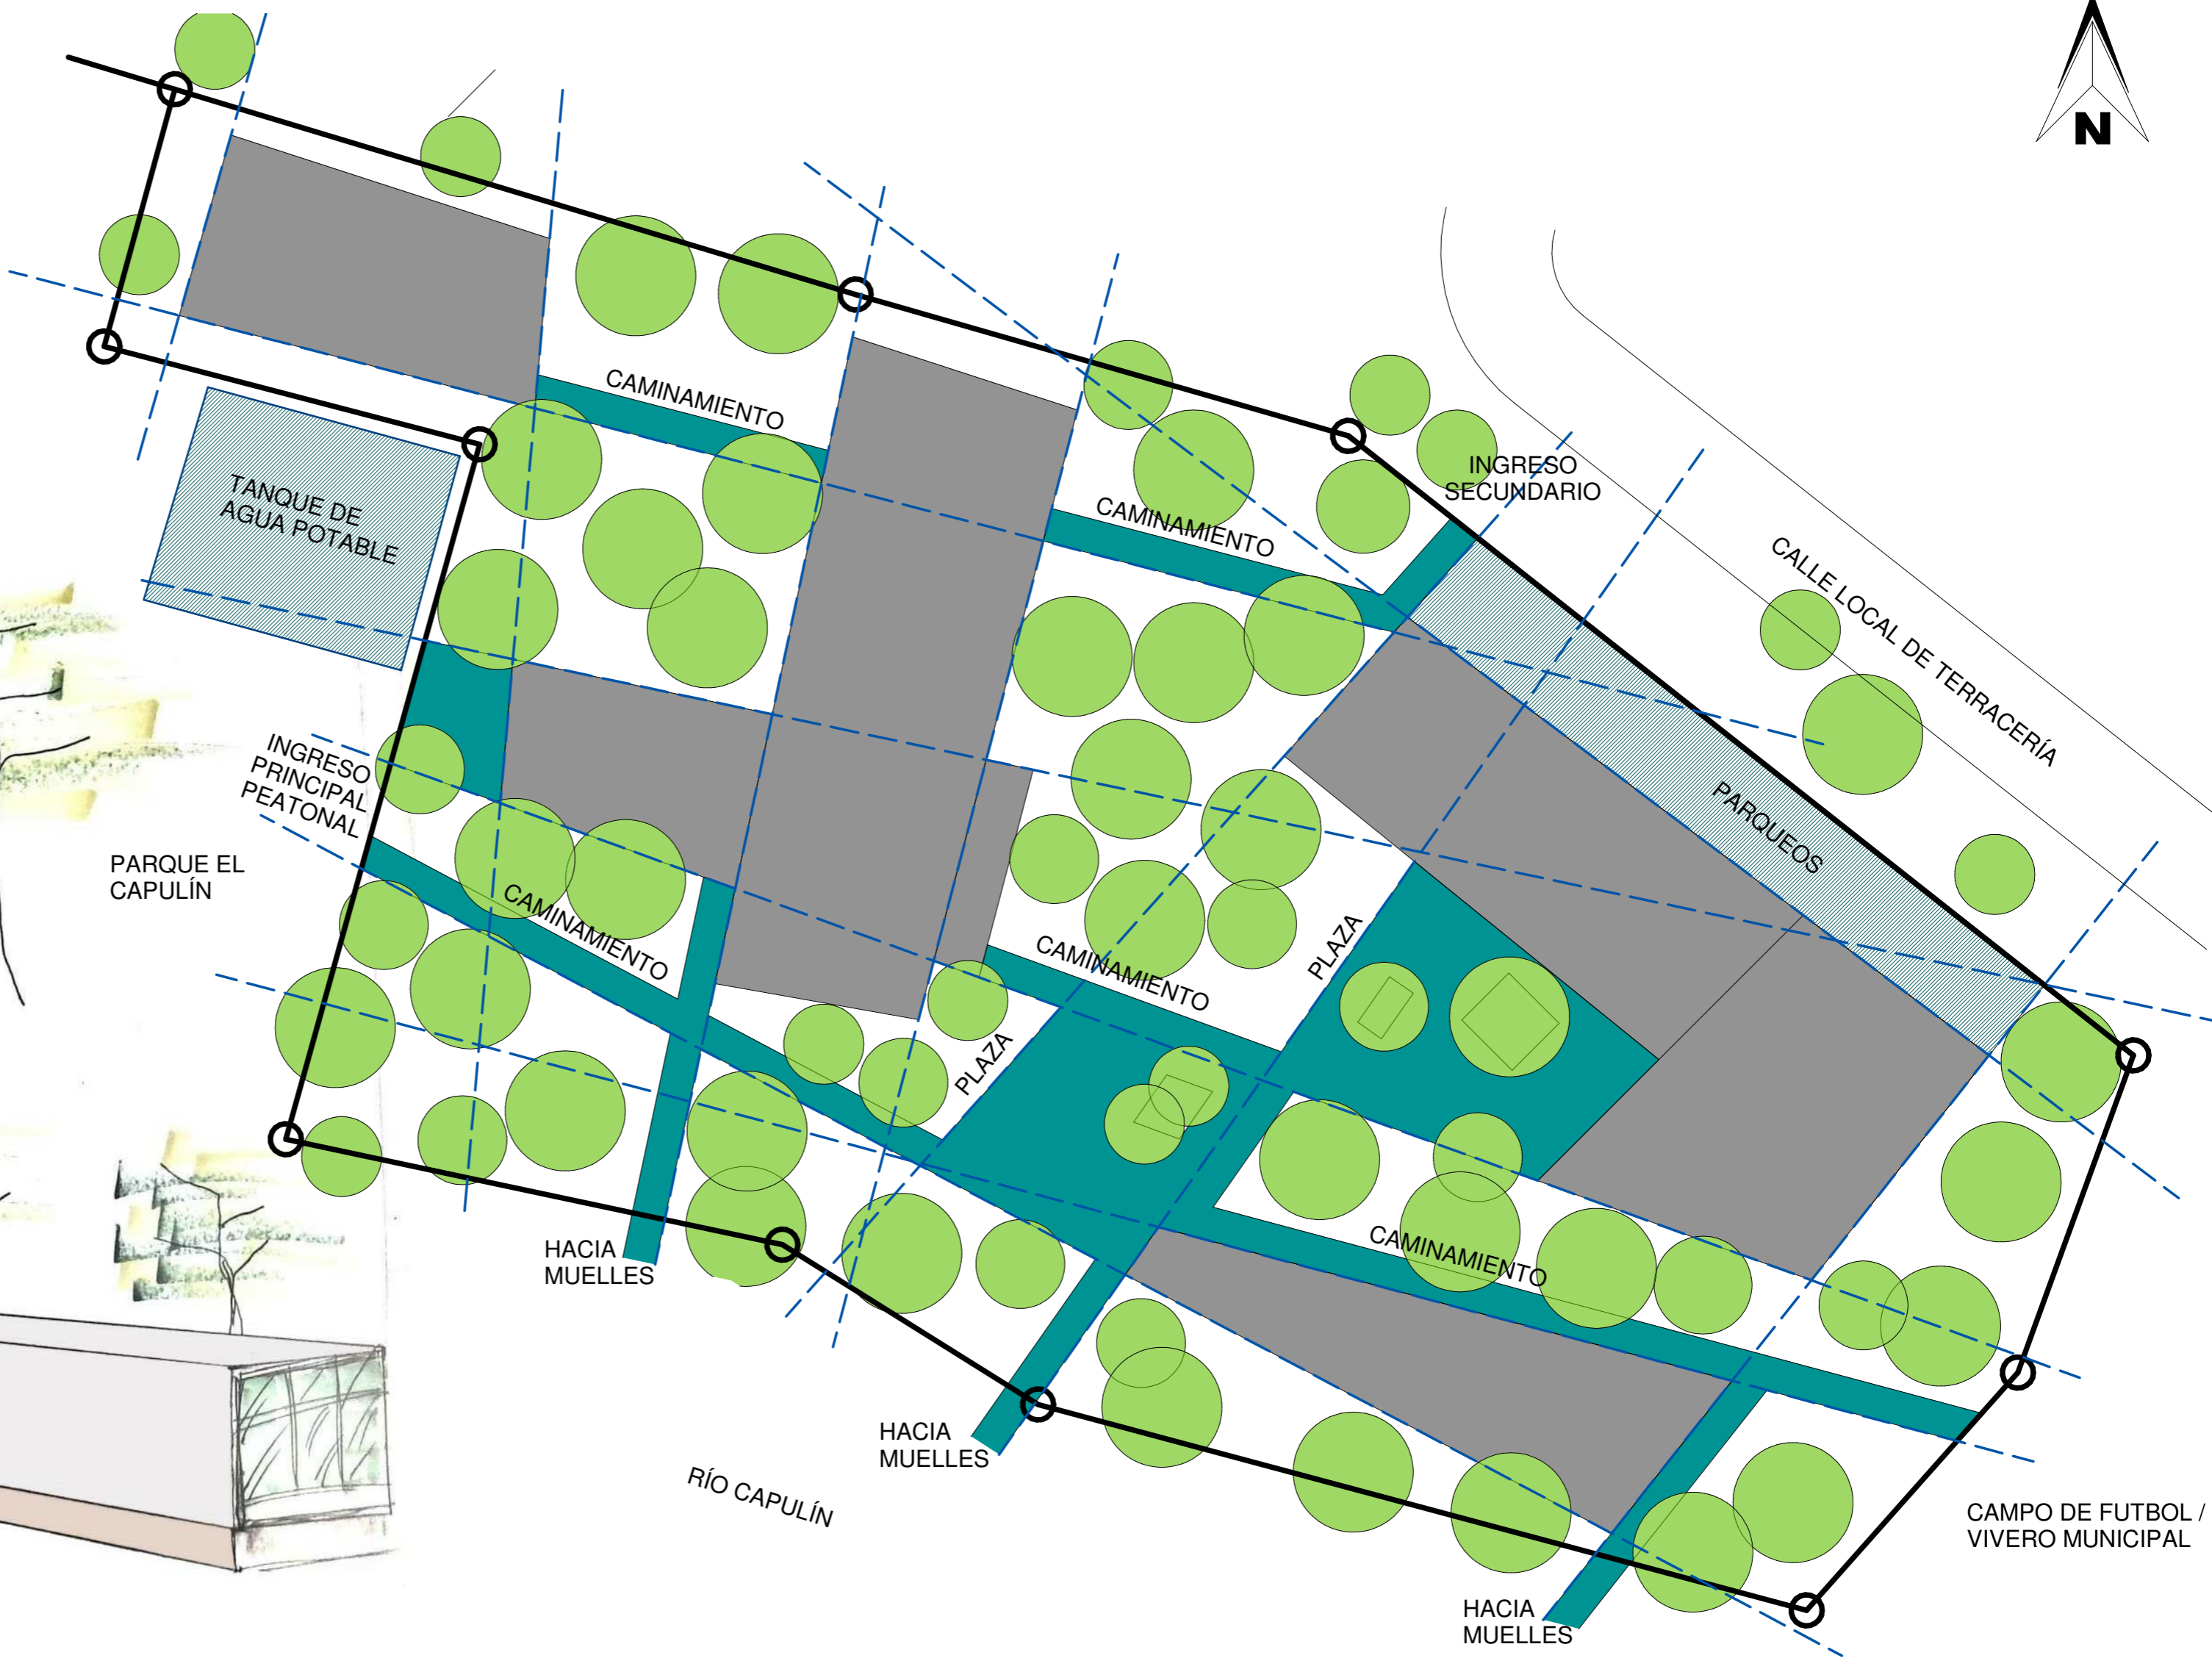 N
CAMINAMIENTO
TANQUE DE
AGUA POTABLE
INGRESO
SECUNDARIO
CAMINAMIENTO
CALLE LOCAL DE TERRACERÍA
INGRESO
PRINCIPAL
PEATONAL
PARQUEOS
PARQUE EL
CAPULÍN
CAMINAMIENTO
CAMINAMIENTO
PLAZA
PLAZA
CAMINAMIENTO
HACIA
MUELLES
HACIA
MUELLES
RÍO CAPULÍN
CAMPO DE FUTBOL /
VIVERO MUNICIPAL
HACIA
MUELLES